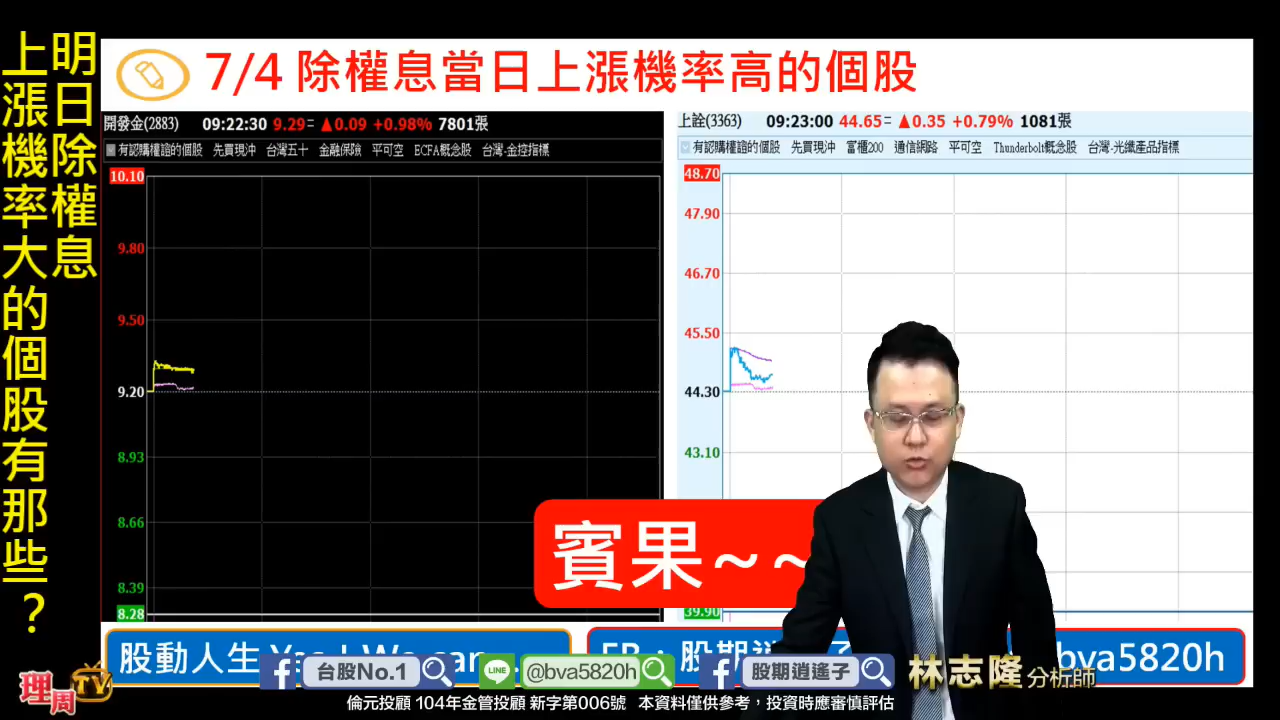 明日除權息
上漲機率大的個股有那些？
7/4 除權息當日上漲機率高的個股
開發金(2883) 09:22:30 9.29= ▲0.09 +0.98% 7801張
有認購權證的個股 先買現沖 台灣五十 金融保險 平可空 ECFA概念股 台灣-金控指標
10.10
9.80
9.50
9.20
8.93
8.66
8.39
8.28
上詮(3363) 09:23:00 44.65= ▲0.35 +0.79% 1081張
有認購權證的個股 先買現沖 富櫃200 通信網路 平可空 Thunderbolt概念股 台灣-光纖產品指標
48.70
47.90
46.70
45.50
44.30
43.10
39.90
賓果~~
股動人生 Yes I We can
FB：股期逍 bva5820h
台股No.1
LINE @bva5820h
股期逍遙子
林志隆 分析師
理周TV
倫元投顧 104年金管投顧 新字第006號 本資料僅供參考，投資時應審慎評估